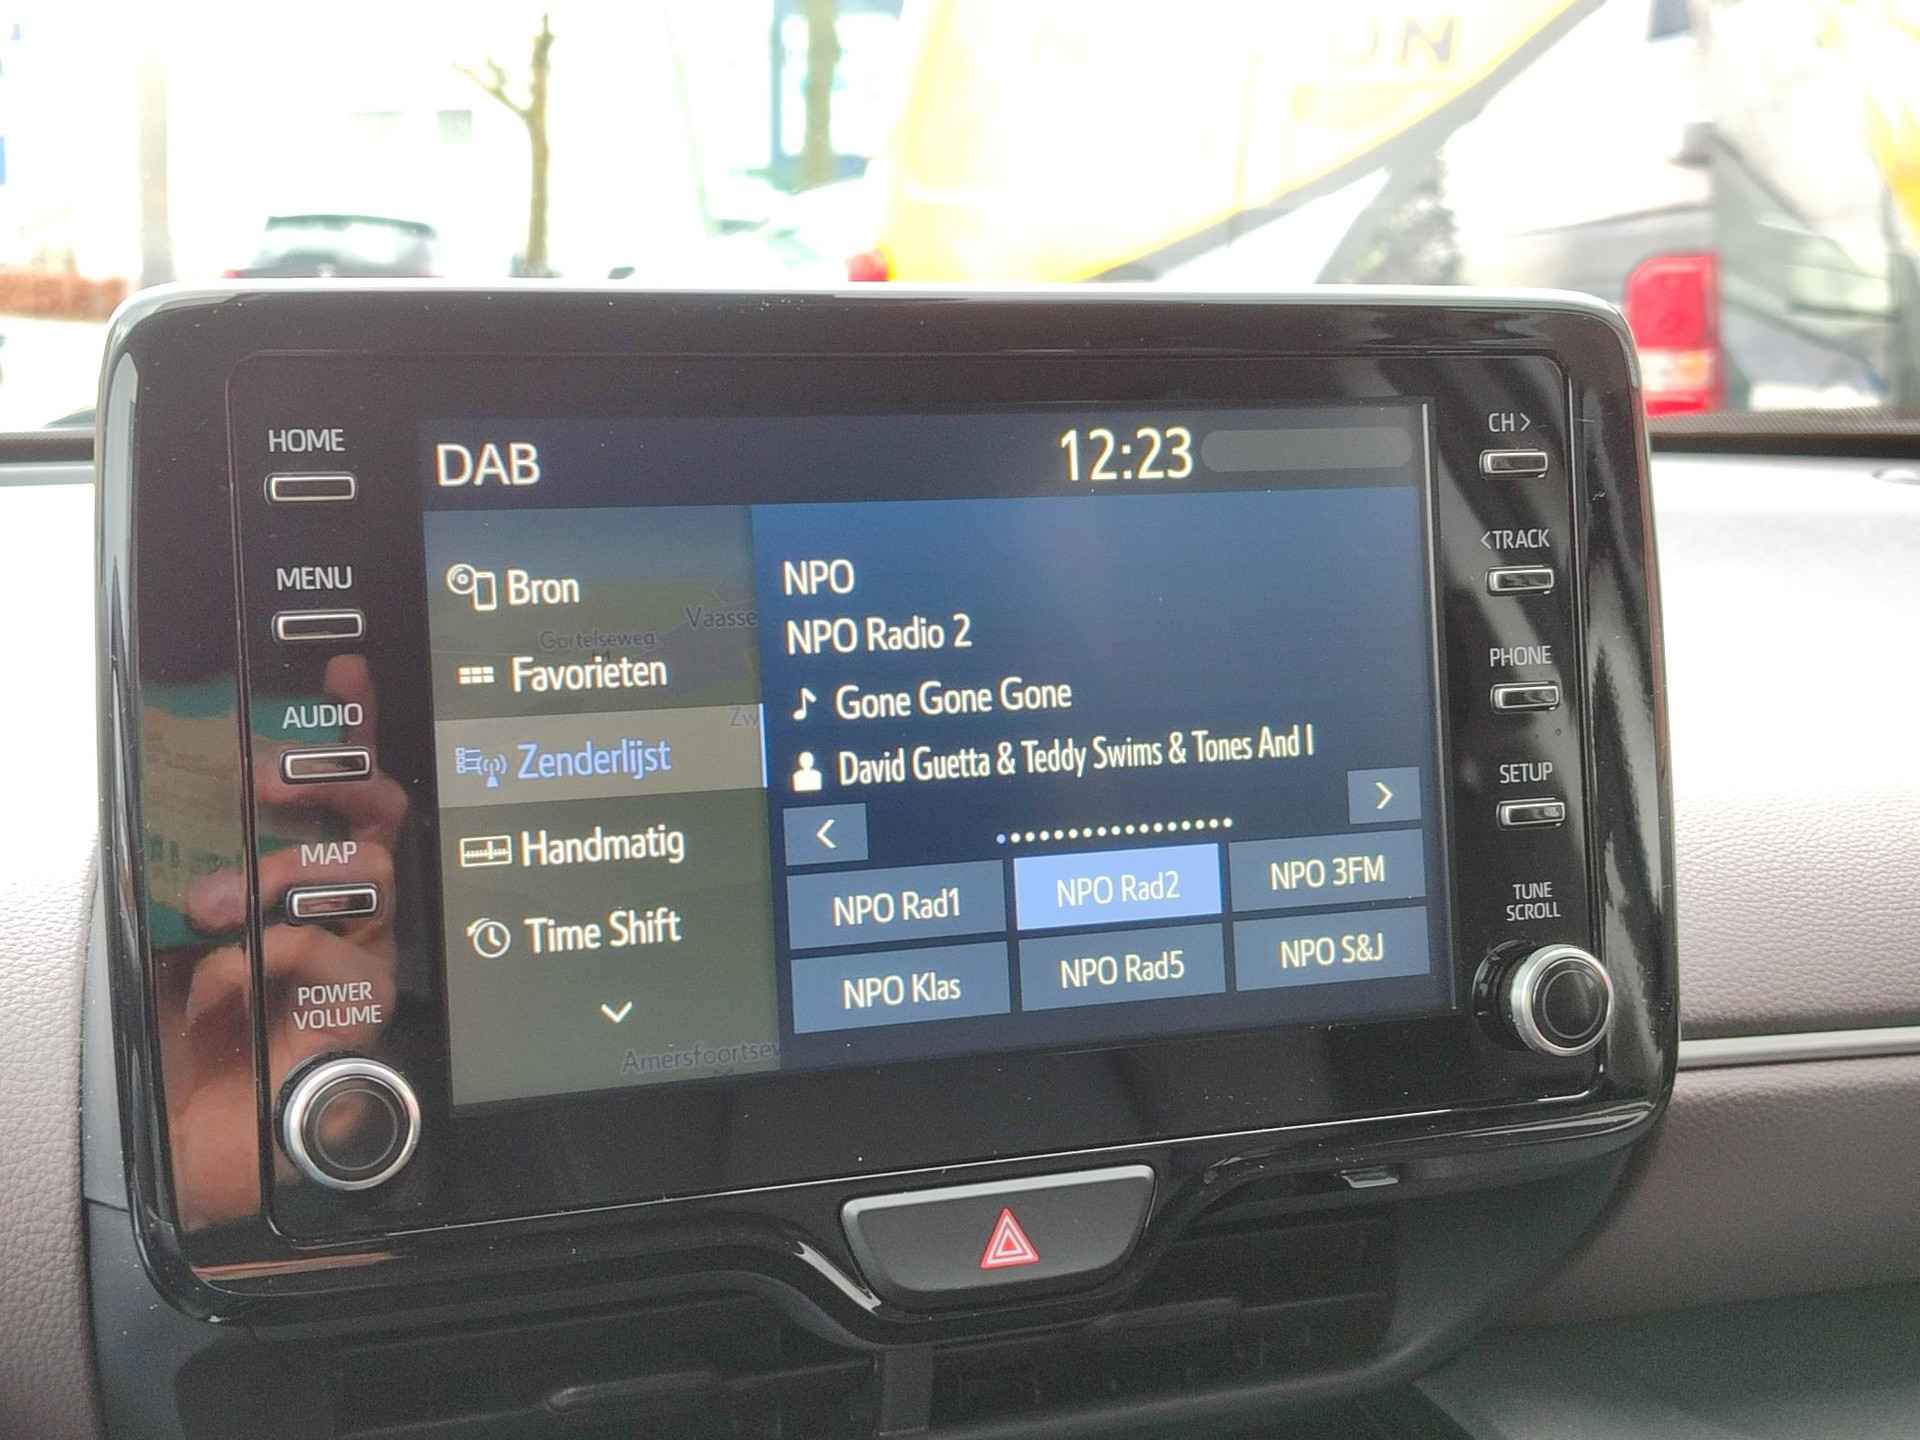 HOME
MENU
AUDIO
MAP
POWER
VOLUME
DAB
12:23
Bron
Favorieten
Zenderlijst
Handmatig
Time Shift
Gortelseweg
Amersfoortsew
NPO
NPO Radio 2
Gone Gone Gone
David Guetta & Teddy Swims & Tones And I
<
>
NPO Rad1
NPO Rad2
NPO 3FM
NPO Klas
NPO Rad5
NPO S&J
CH>
<TRACK
PHONE
SETUP
TUNE
SCROLL
Vaasse
Zw